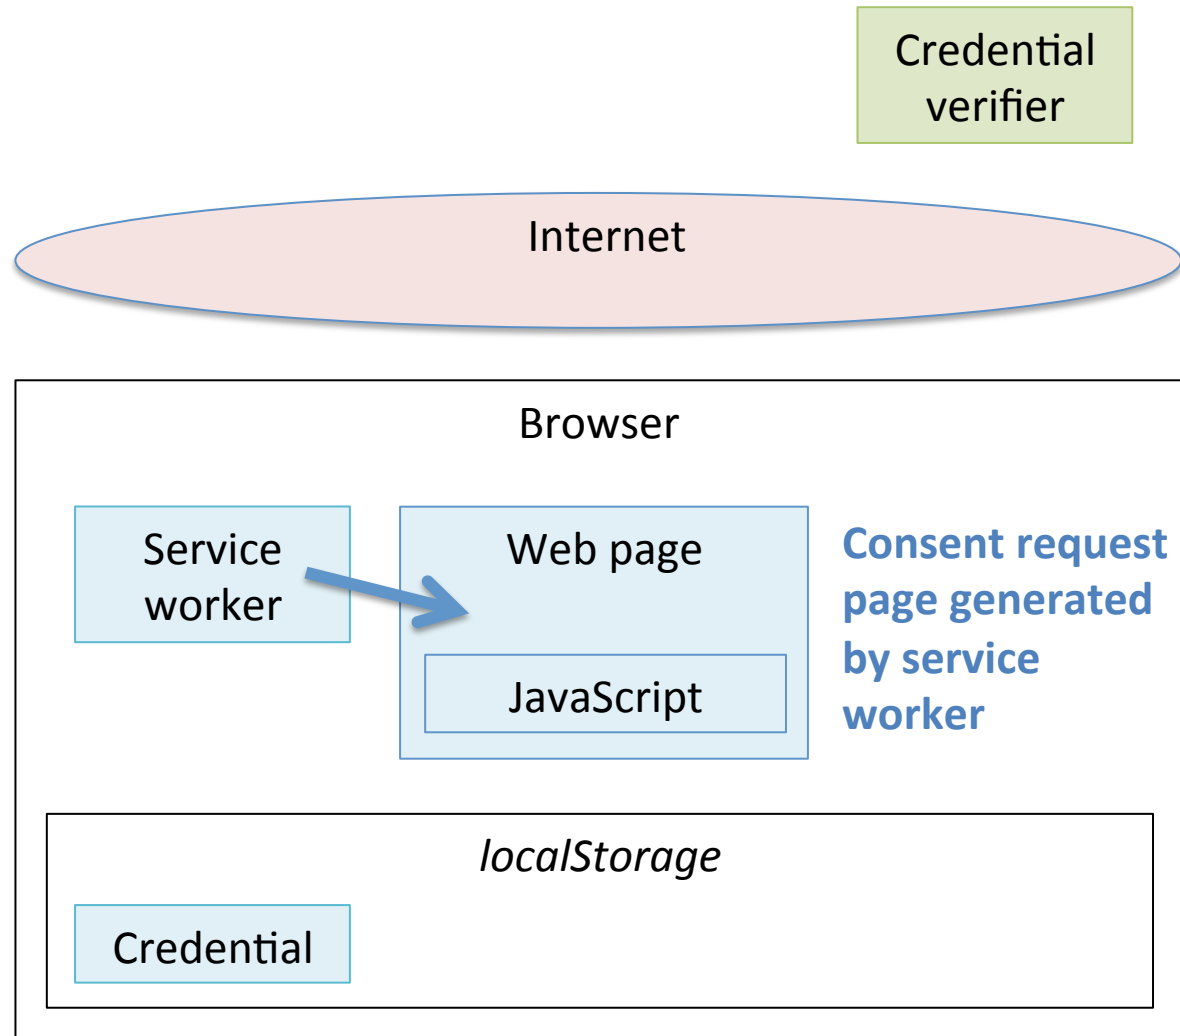 Credential
verifier
Internet
Browser
Service
worker
Web page
JavaScript
Consent request
page generated
by service
worker
localStorage
Credential